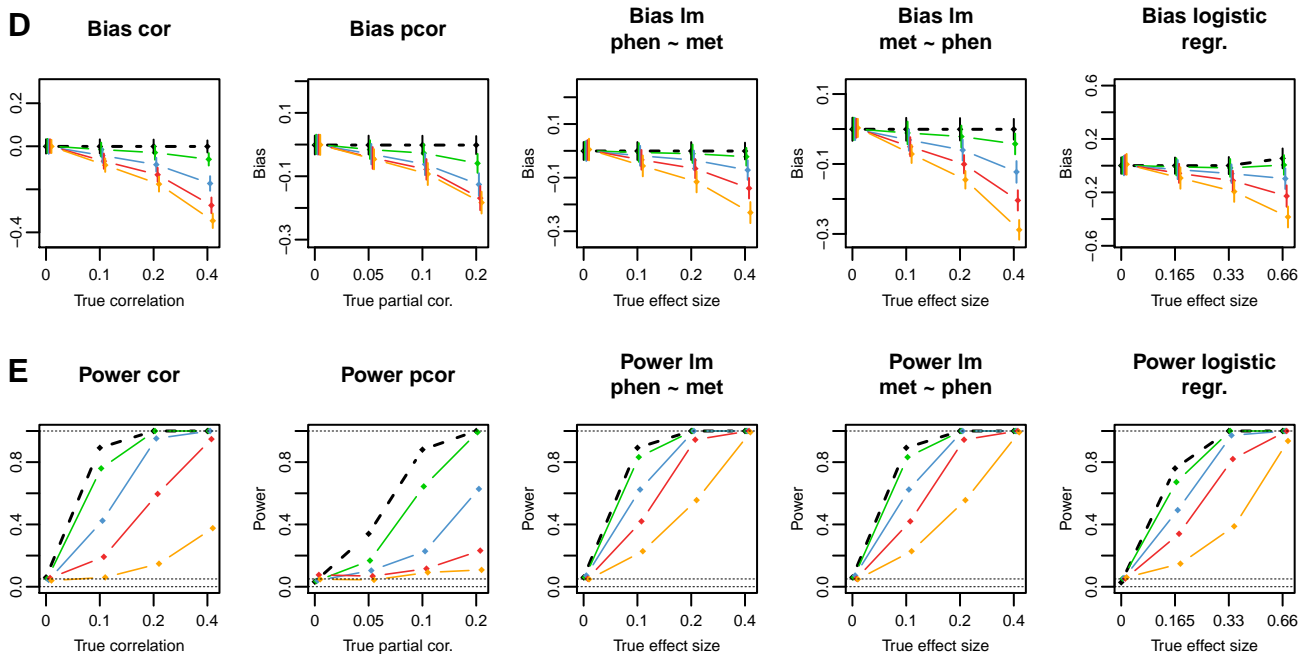 D
Bias cor
Bias pcor
Bias lm
phen ~ met
Bias lm
met ~ phen
Bias logistic
regr.
Bias
0.2
0.0
−0.4
0
0.1
0.2
0.4
True correlation
Bias
0.1
−0.1
−0.3
0
0.05
0.1
0.2
True partial cor.
Bias
0.1
−0.1
−0.3
0
0.1
0.2
0.4
True effect size
Bias
0.1
−0.1
−0.3
0
0.1
0.2
0.4
True effect size
Bias
0.6
0.2
−0.2
−0.6
0
0.165
0.33
0.66
True effect size
E
Power cor
Power pcor
Power lm
phen ~ met
Power lm
met ~ phen
Power logistic
regr.
Power
0.8
0.4
0.0
0
0.1
0.2
0.4
True correlation
Power
0.8
0.4
0.0
0
0.05
0.1
0.2
True partial cor.
Power
0.8
0.4
0.0
0
0.1
0.2
0.4
True effect size
Power
0.8
0.4
0.0
0
0.1
0.2
0.4
True effect size
Power
0.8
0.4
0.0
0
0.165
0.33
0.66
True effect size